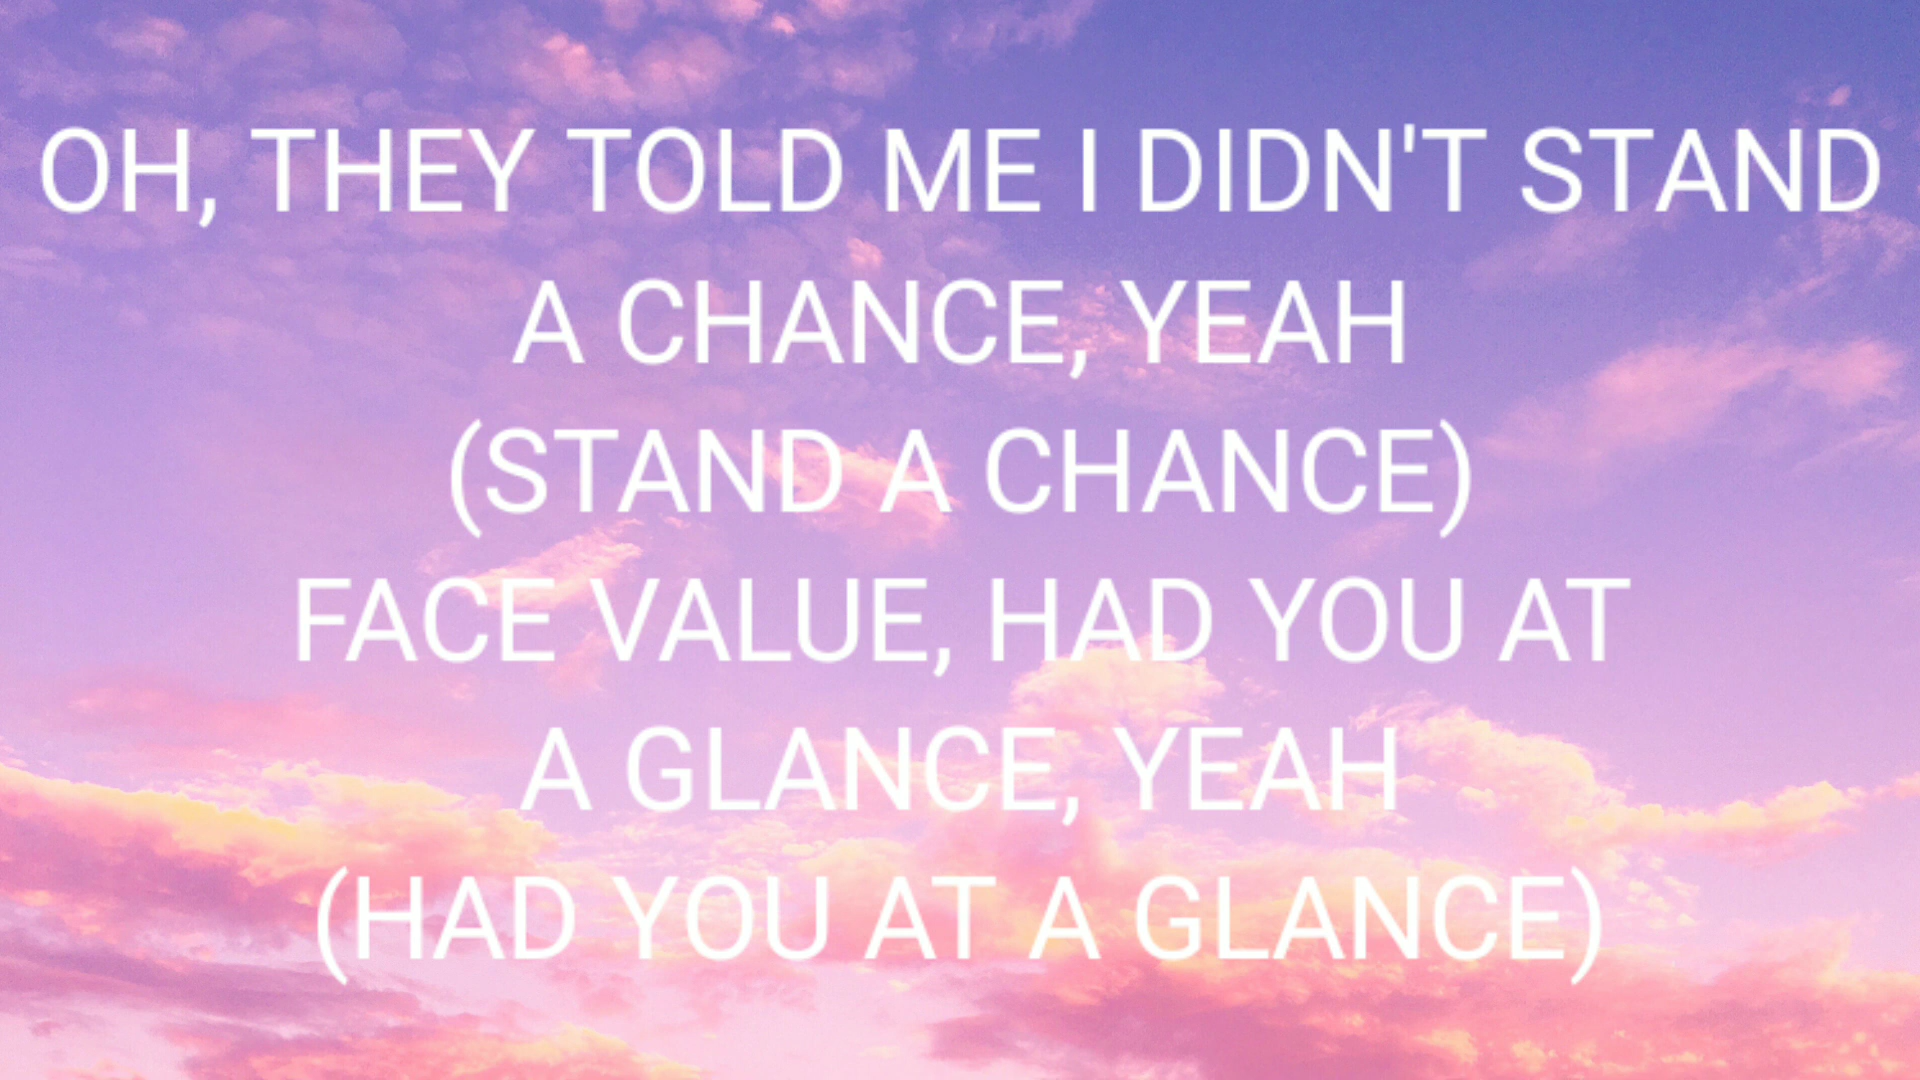 OH, THEY TOLD ME I DIDN'T STAND
A CHANCE, YEAH
(STAND A CHANCE)
FACE VALUE, HAD YOU AT
A GLANCE, YEAH
(HAD YOU AT A GLANCE)